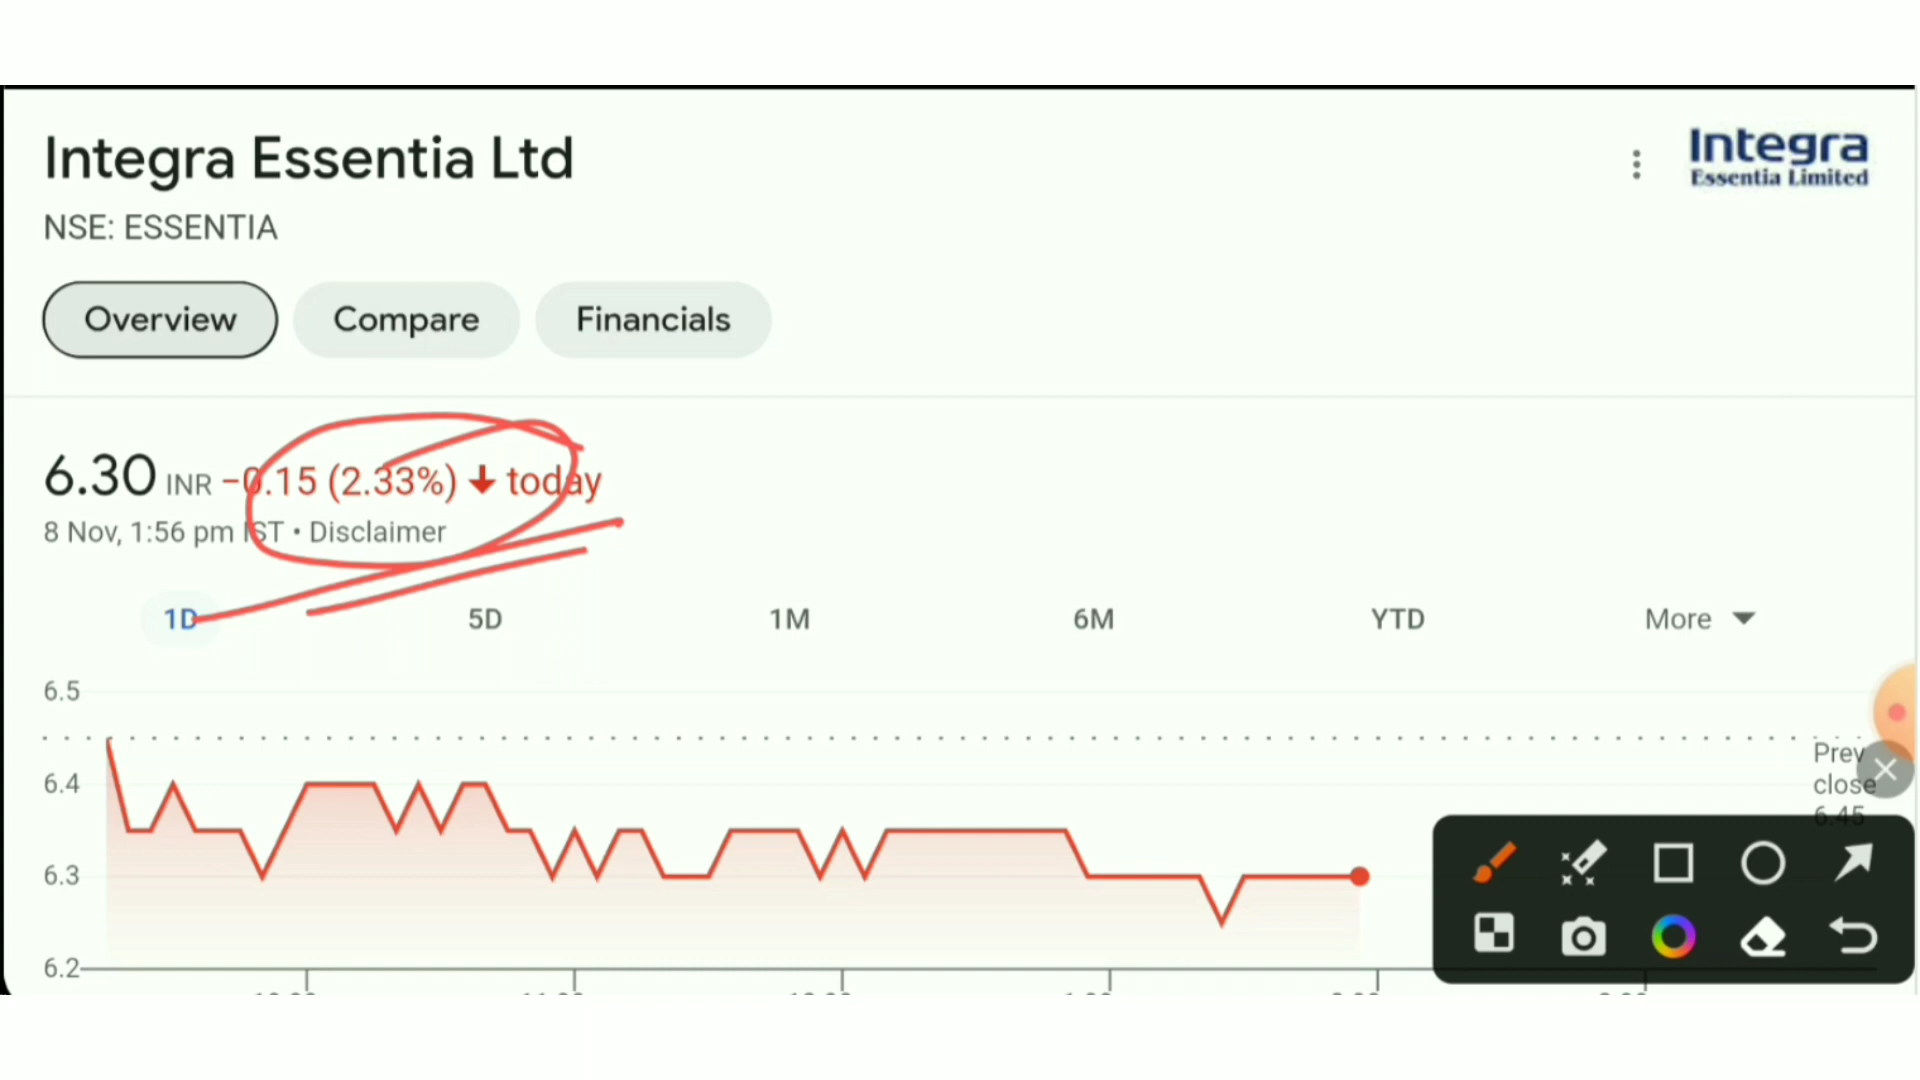 Integra Essentia Ltd
Integra
Essentia Limited
NSE: ESSENTIA
Overview
Compare
Financials
6.30 INR −0.15 (2.33%) ↓ today
8 Nov, 1:56 pm IST • Disclaimer
1D
5D
1M
6M
YTD
More
6.5
Prev
close
6.45
6.4
6.3
6.2